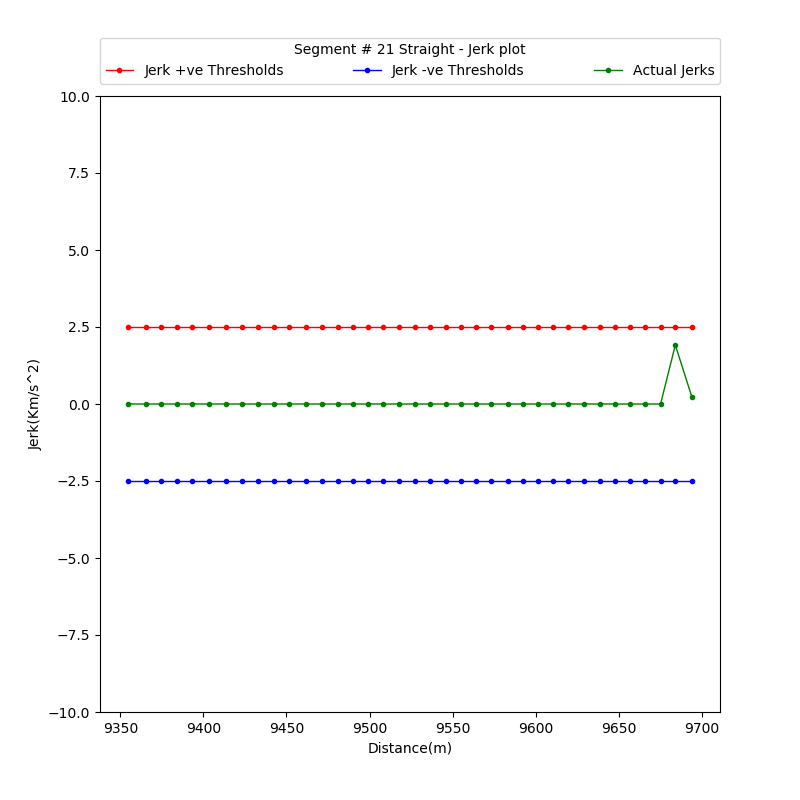 Segment # 21 Straight - Jerk plot
Jerk +ve Thresholds Jerk -ve Thresholds Actual Jerks
10.0
7.5
5.0
2.5
0.0
−2.5
−5.0
−7.5
−10.0
Jerk(Km/s^2)
9350 9400 9450 9500 9550 9600 9650 9700
Distance(m)